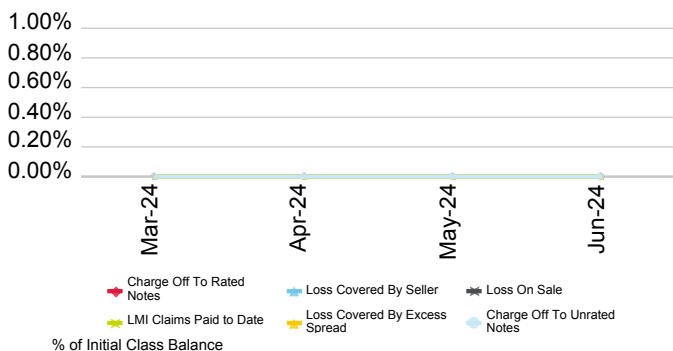 1.00%
0.80%
0.60%
0.40%
0.20%
0.00%
Mar-24
Apr-24
May-24
Jun-24
Charge Off To Rated
Notes
Loss Covered By Seller
Loss On Sale
LMI Claims Paid to Date
Loss Covered By Excess
Spread
Charge Off To Unrated
Notes
% of Initial Class Balance